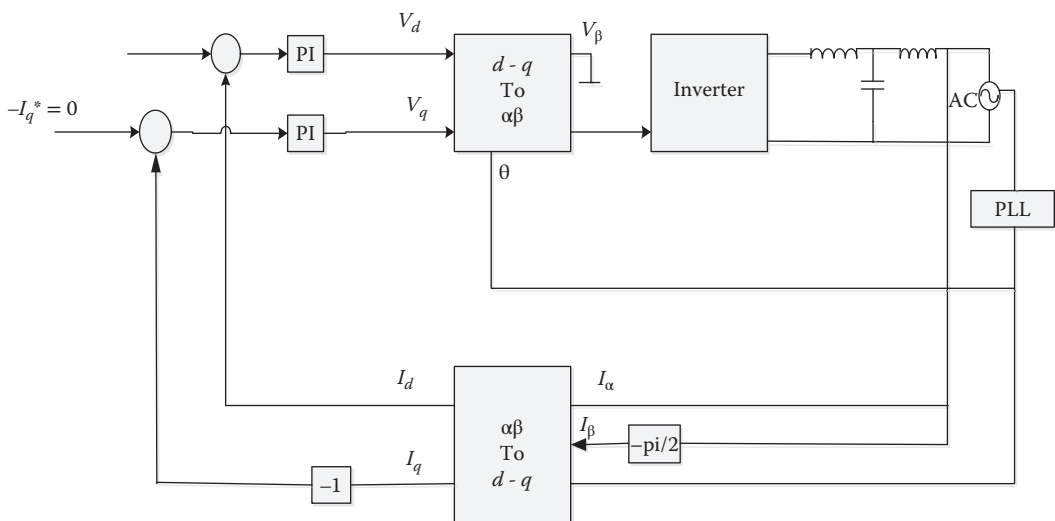 V_d
PI
V_β
d - q
To
αβ
Inverter
AC
–I_q* = 0
V_q
PI
θ
PLL
I_d
I_α
αβ
To
d - q
I_β
–pi/2
I_q
–1